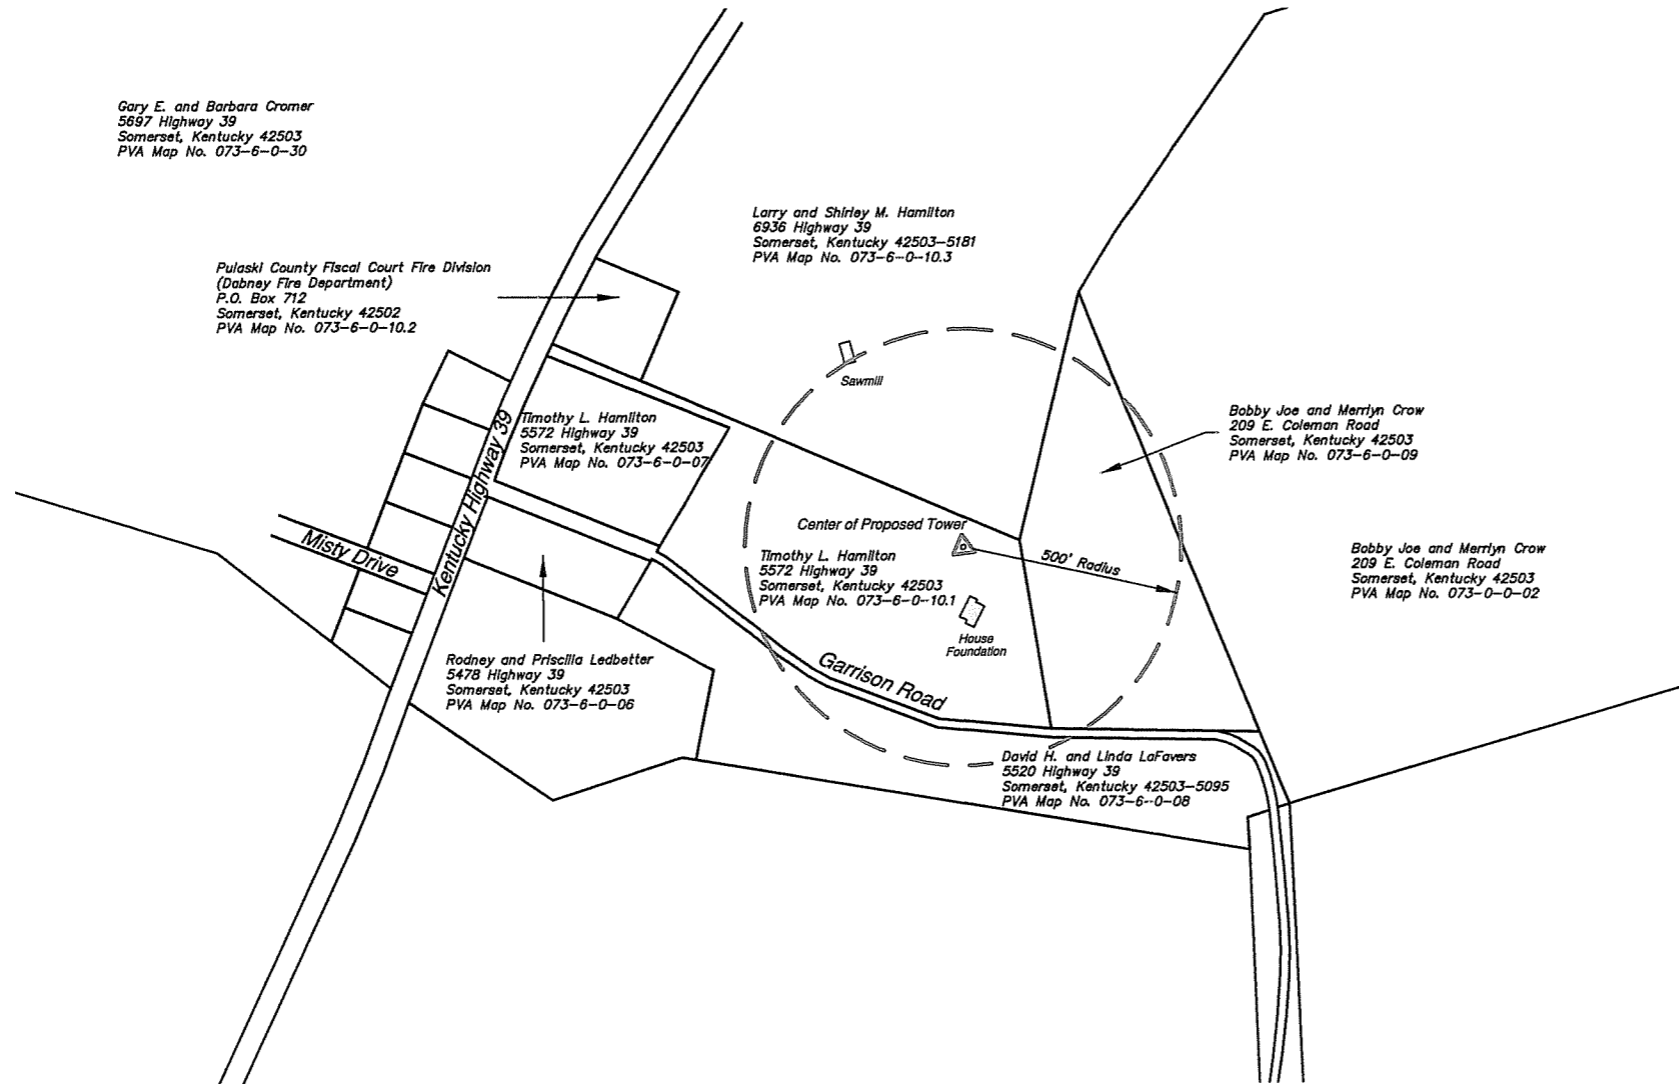 Gary E. and Barbara Cromer
5697 Highway 39
Somerset, Kentucky 42503
PVA Map No. 073-6-0-30
Larry and Shirley M. Hamilton
6936 Highway 39
Somerset, Kentucky 42503-5181
PVA Map No. 073-6-0-10.3
Pulaski County Fiscal Court Fire Division
(Dabney Fire Department)
P.O. Box 712
Somerset, Kentucky 42502
PVA Map No. 073-6-0-10.2
Sawmill
Timothy L. Hamilton
5572 Highway 39
Somerset, Kentucky 42503
PVA Map No. 073-6-0-07
Bobby Joe and Merrlyn Crow
209 E. Coleman Road
Somerset, Kentucky 42503
PVA Map No. 073-6-0-09
Kentucky Highway 39
Misty Drive
Center of Proposed Tower
Timothy L. Hamilton
5572 Highway 39
Somerset, Kentucky 42503
PVA Map No. 073-6-0-10.1
500' Radius
Bobby Joe and Merrlyn Crow
209 E. Coleman Road
Somerset, Kentucky 42503
PVA Map No. 073-0-0-02
House
Foundation
Rodney and Priscilla Ledbetter
5478 Highway 39
Somerset, Kentucky 42503
PVA Map No. 073-6-0-06
Garrison Road
David H. and Linda LaFavers
5520 Highway 39
Somerset, Kentucky 42503-5095
PVA Map No. 073-6-0-08